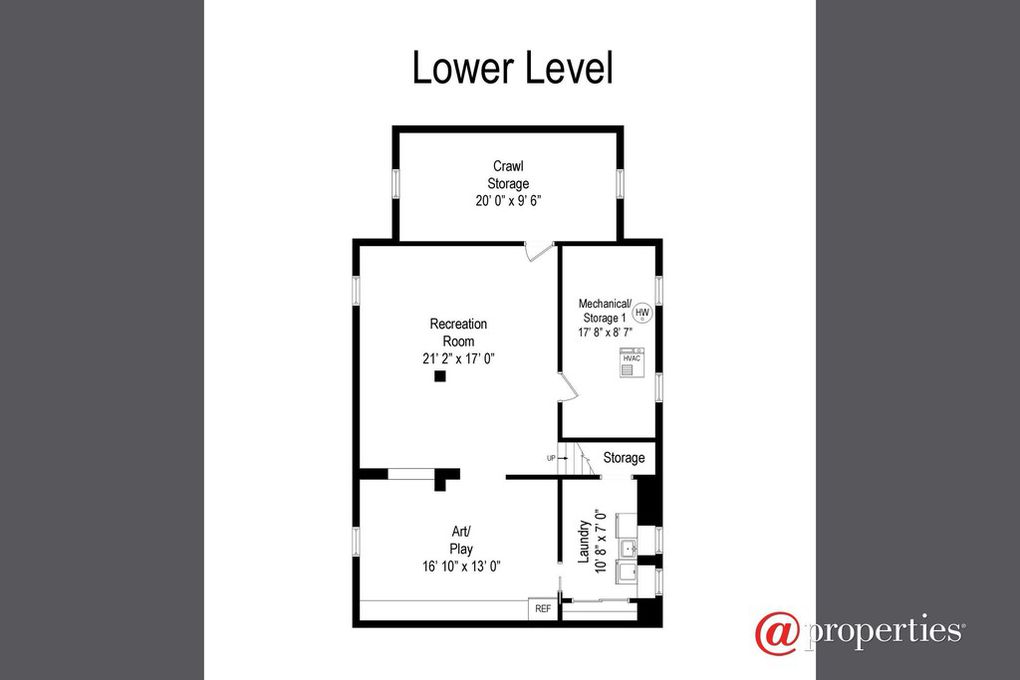 Lower Level
Crawl
Storage
20' 0" x 9' 6"
Mechanical/
Storage 1
17' 8" x 8' 7"
HW
HVAC
Recreation
Room
21' 2" x 17' 0"
UP
Storage
Art/
Play
16' 10" x 13' 0"
Laundry
10' 8" x 7' 0"
REF
@properties®